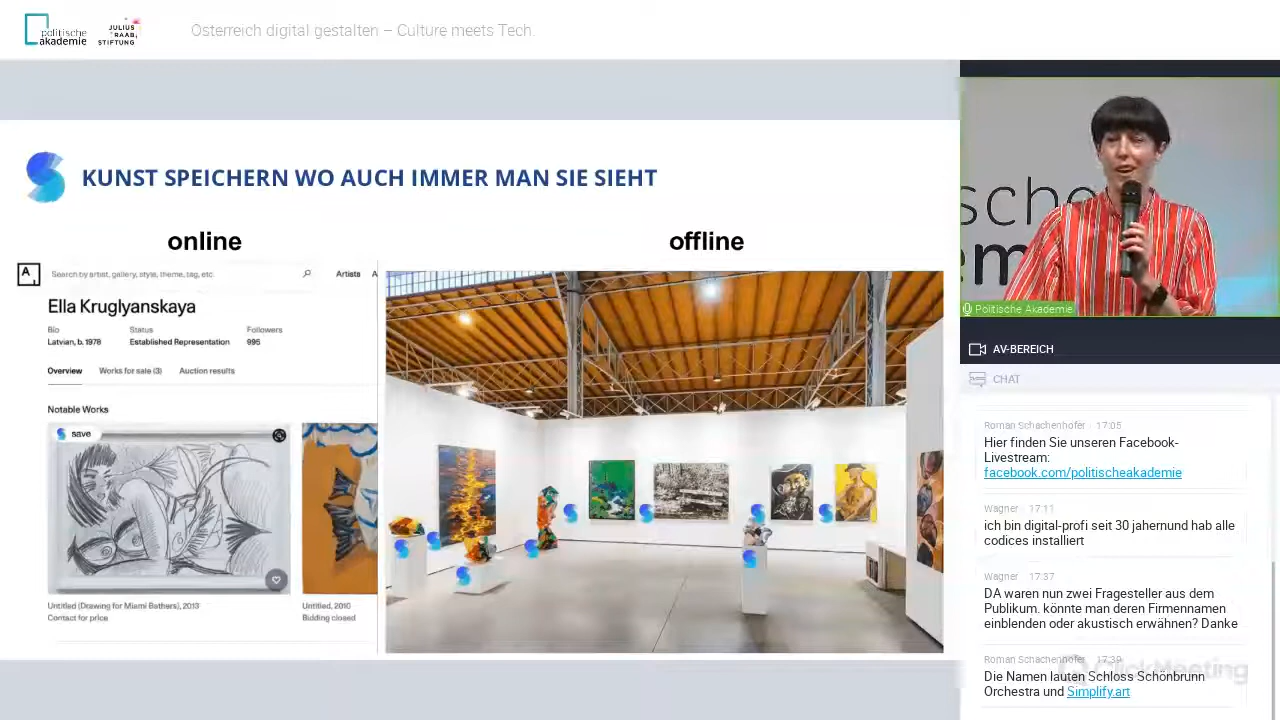 politische
akademie
JULIUS
RAAB
STIFTUNG
Österreich digital gestalten – Culture meets Tech.
KUNST SPEICHERN WO AUCH IMMER MAN SIE SIEHT
online
offline
A
Search by artist, gallery, style, theme, tag, etc.
Artists A
Ella Kruglyanskaya
Bio Status Followers
Latvian, b. 1978 Established Representation 995
Overview Works for sale (3) Auction results
Notable Works
save
Untitled (Drawing for Miami Bathers), 2013
Contact for price
Untitled, 2010
Bidding closed
Politische Akademie
AV-BEREICH
CHAT
Roman Schachenhofer · 17:05
Hier finden Sie unseren Facebook-
Livestream:
facebook.com/politischeakademie
Wagner 17:11
ich bin digital-profi seit 30 jahernund hab alle
codices installiert
Wagner 17:37
DA waren nun zwei Fragesteller aus dem
Publikum. könnte man deren Firmennamen
einblenden oder akustisch erwähnen? Danke
Roman Schachenhofer · 17:39
Die Namen lauten Schloss Schönbrunn
Orchestra und Simplify.art
ClickMeeting